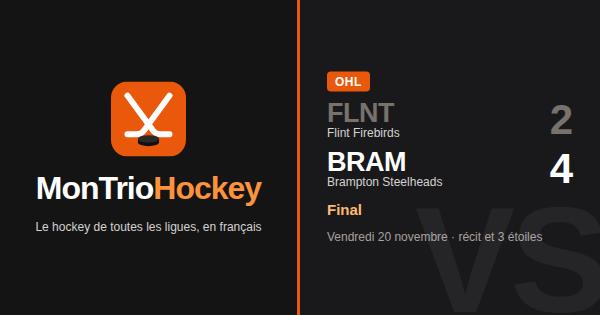 MonTrioHockey
Le hockey de toutes les ligues, en français
OHL
FLNT 2
Flint Firebirds
BRAM 4
Brampton Steelheads
Final
Vendredi 20 novembre · récit et 3 étoiles
VS